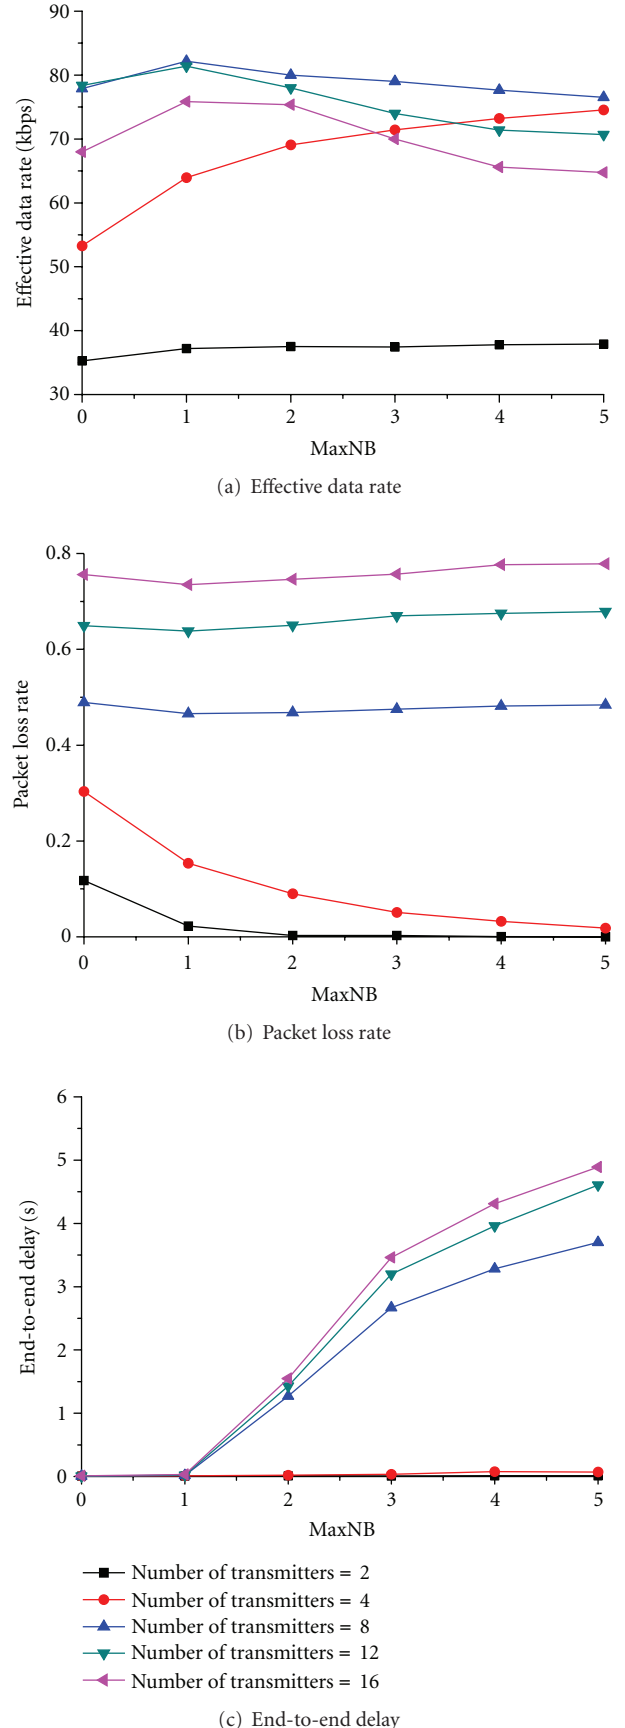 90
80
70
60
50
40
30
Effective data rate (kbps)
0 1 2 3 4 5
MaxNB
(a) Effective data rate
0.8
0.6
0.4
0.2
0
Packet loss rate
0 1 2 3 4 5
MaxNB
(b) Packet loss rate
6
5
4
3
2
1
0
End-to-end delay (s)
0 1 2 3 4 5
MaxNB
Number of transmitters = 2
Number of transmitters = 4
Number of transmitters = 8
Number of transmitters = 12
Number of transmitters = 16
(c) End-to-end delay